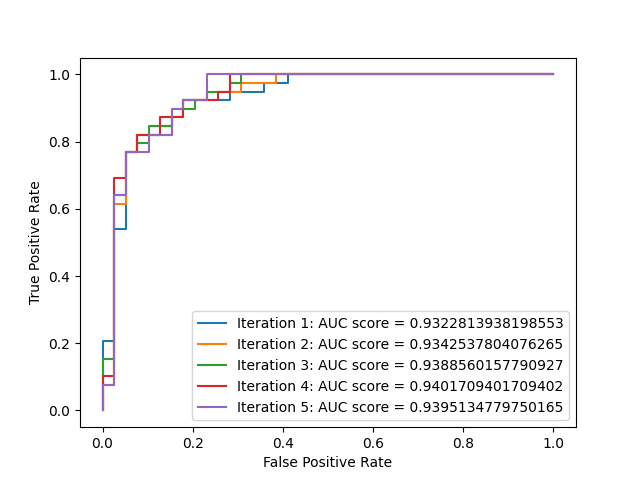 1.0
0.8
0.6
0.4
0.2
0.0
True Positive Rate
Iteration 1: AUC score = 0.9322813938198553
Iteration 2: AUC score = 0.9342537804076265
Iteration 3: AUC score = 0.9388560157790927
Iteration 4: AUC score = 0.9401709401709402
Iteration 5: AUC score = 0.9395134779750165
0.0 0.2 0.4 0.6 0.8 1.0
False Positive Rate